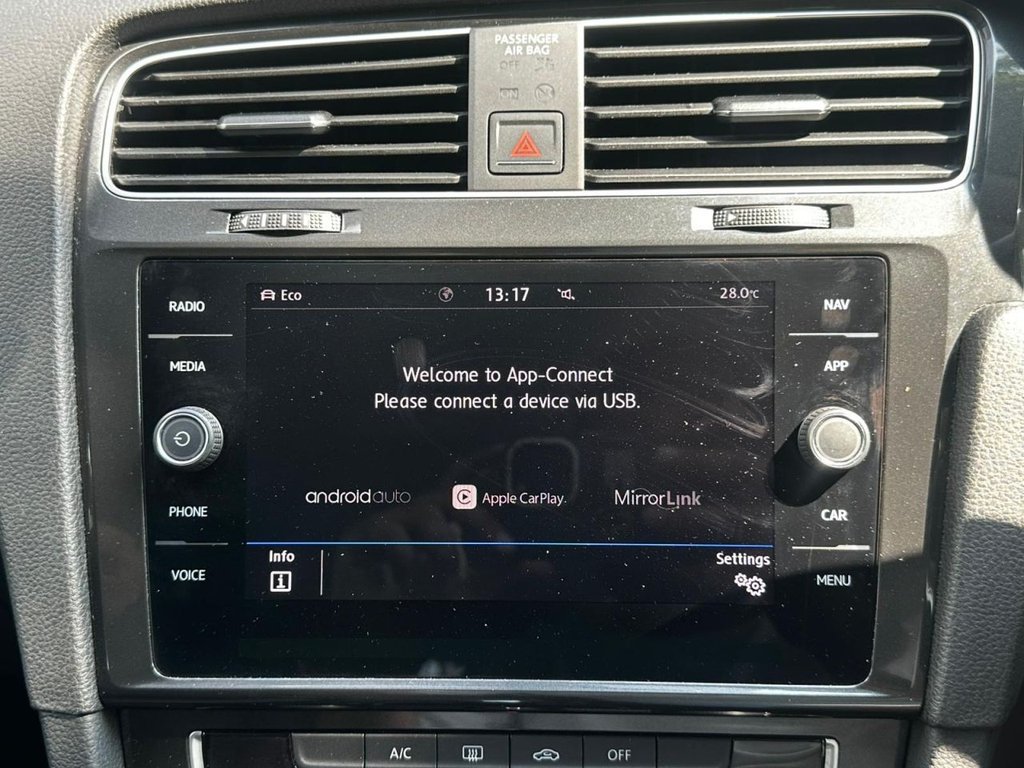 PASSENGER
AIR BAG
OFF
ON
RADIO
MEDIA
PHONE
VOICE
Eco
13:17
28.0°C
Welcome to App-Connect
Please connect a device via USB.
androidauto
Apple CarPlay
MirrorLink
Info
Settings
NAV
APP
CAR
MENU
A/C
OFF